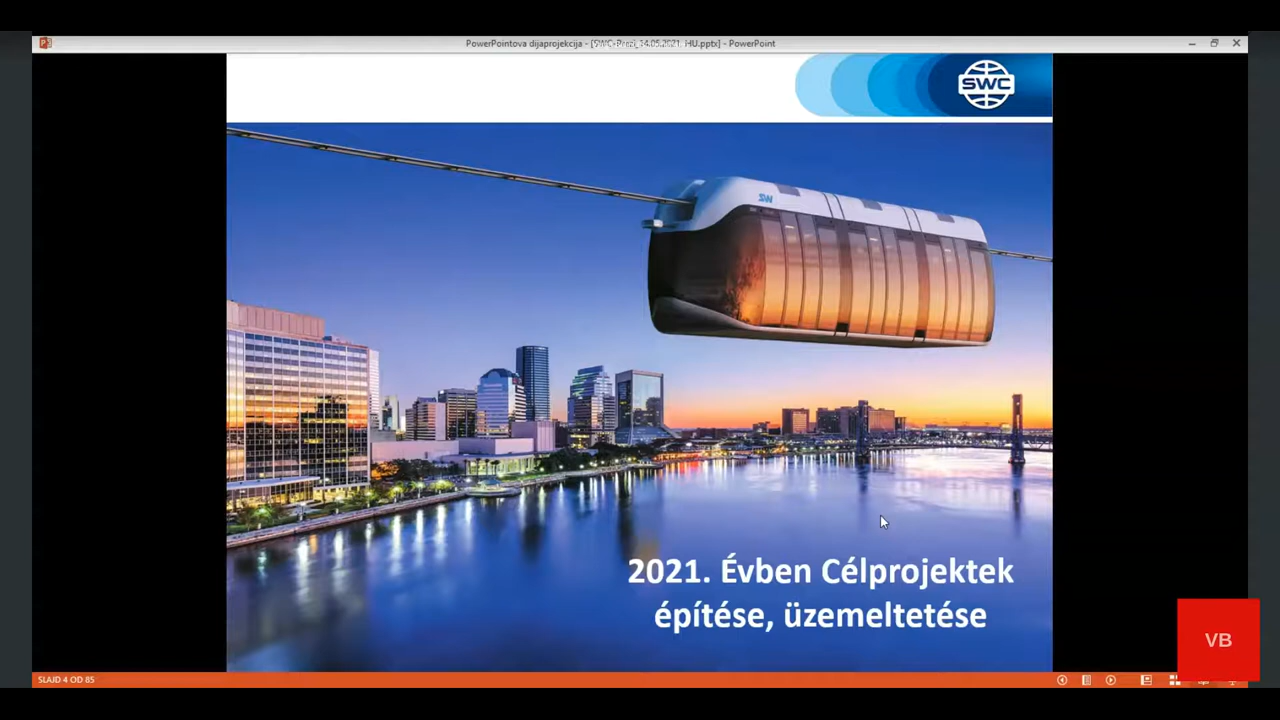 PowerPointova dijaprojekcija - [SWC-Prezi_14.05.2021. HU.pptx] - PowerPoint
SWC
SW
2021. Évben Célprojektek
építése, üzemeltetése
VB
SLAJD 4 OD 85